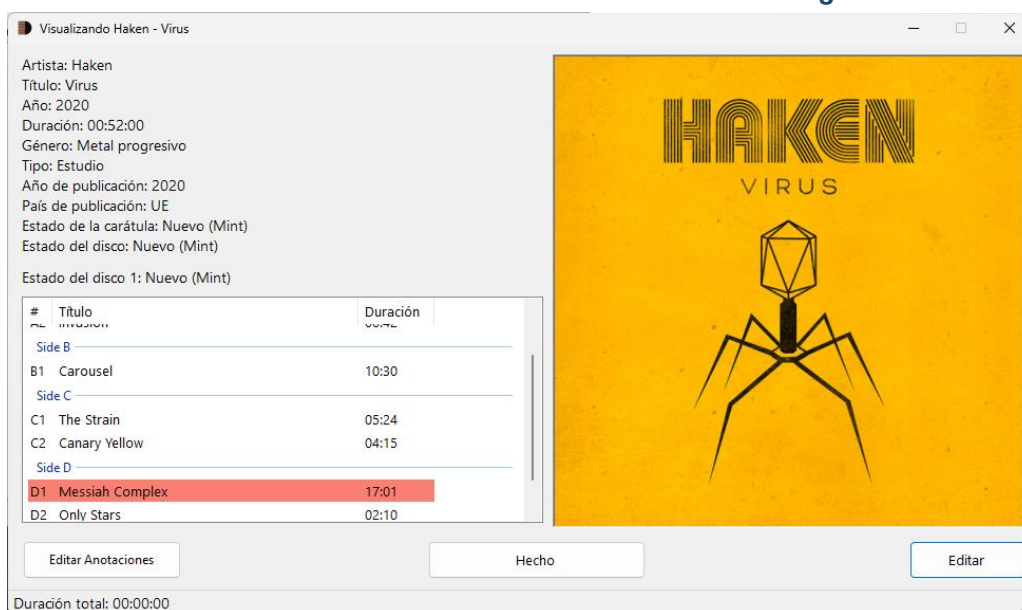 Visualizando Haken - Virus
Artista: Haken
Título: Virus
Año: 2020
Duración: 00:52:00
Género: Metal progresivo
Tipo: Estudio
Año de publicación: 2020
País de publicación: UE
Estado de la carátula: Nuevo (Mint)
Estado del disco: Nuevo (Mint)
Estado del disco 1: Nuevo (Mint)
# Título Duración
Side B
B1 Carousel 10:30
Side C
C1 The Strain 05:24
C2 Canary Yellow 04:15
Side D
D1 Messiah Complex 17:01
D2 Only Stars 02:10
HAKEN
VIRUS
Editar Anotaciones
Hecho
Editar
Duración total: 00:00:00